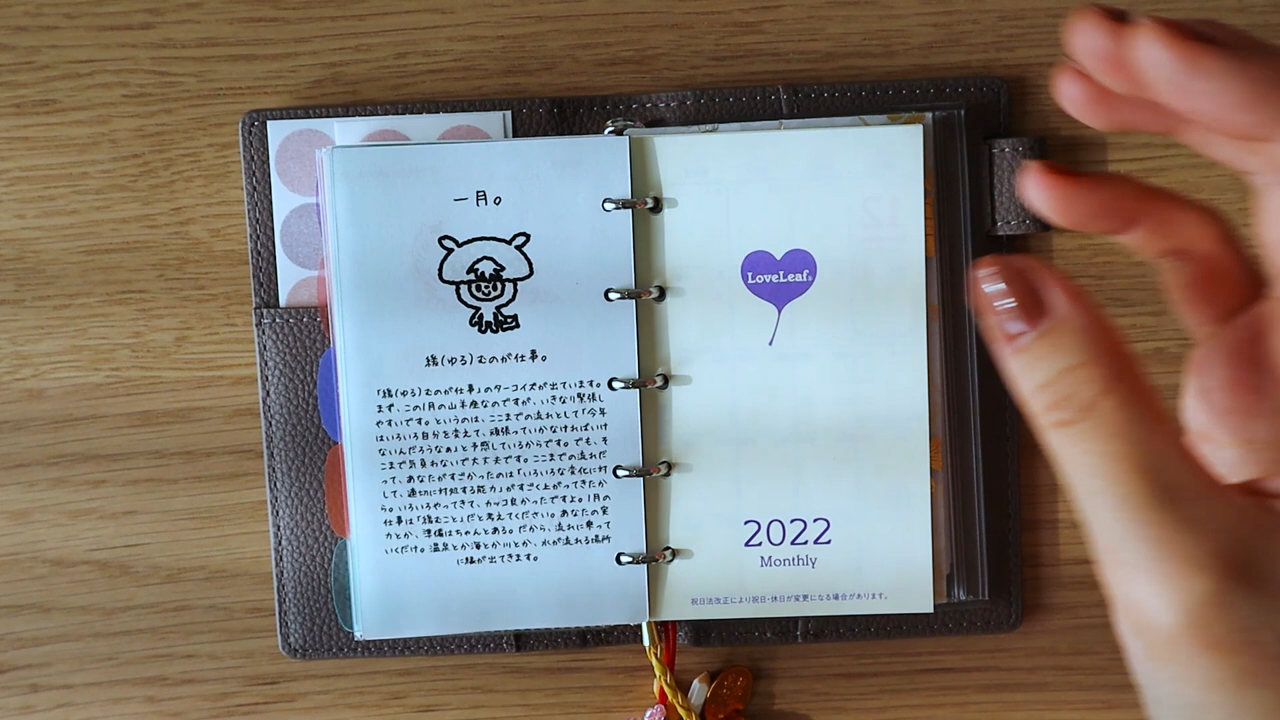 一月。
緩(ゆる)むのが仕事。
「緩(ゆる)むのが仕事」のターコイズが出ています。
まず、この1月の山羊座なのですが、いきなり緊張し
やすいです。というのは、ここまでの流れとして「今年
はいろいろ自分を変えて、頑張っていかなければいけ
ないんだろうなぁ」と予感しているからです。でも、そ
こまで気負わないで大丈夫です。ここまでの流れだ
って、あなたがすごかったのは「いろいろな変化に対
して、適切に対処する能力」がすごく上がってきたか
ら。いろいろやってきて、カッコ良かったですよ。1月の
仕事は「緩むこと」だと考えてください。あなたの実
力とか、準備はちゃんとある。だから、流れに乗って
いくだけ。温泉とか海とか川とか、水が流れる場所
に縁が出てきます。
LoveLeaf®
2022
Monthly
祝日法改正により祝日・休日が変更になる場合があります。